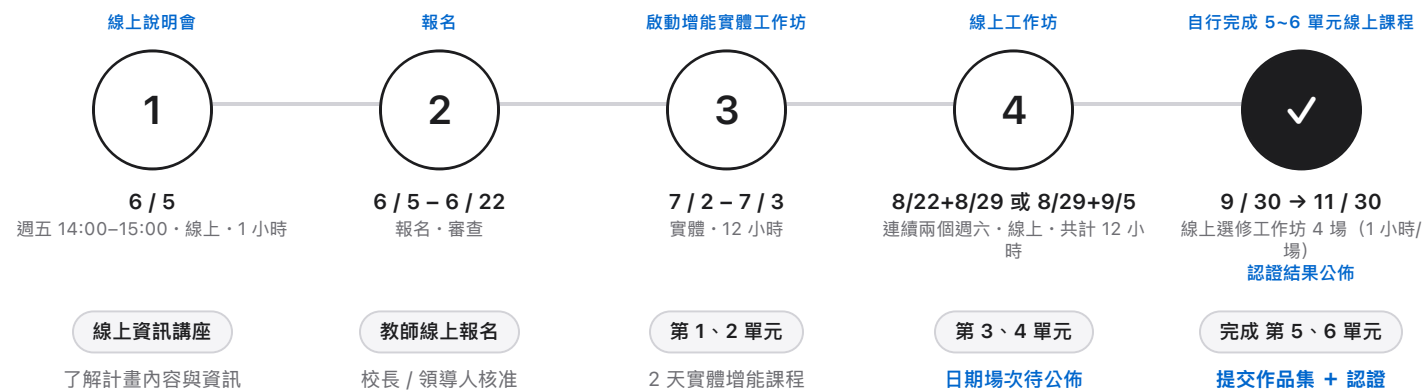 線上說明會
1
6 / 5
週五 14:00–15:00・線上・1 小時
線上資訊講座
了解計畫內容與資訊
報名
2
6 / 5 – 6 / 22
報名・審查
教師線上報名
校長 / 領導人核准
啟動增能實體工作坊
3
7 / 2 – 7 / 3
實體・12 小時
第 1、2 單元
2 天實體增能課程
線上工作坊
4
8/22+8/29 或 8/29+9/5
連續兩個週六・線上・共計 12 小
時
第 3、4 單元
日期場次待公佈
自行完成 5~6 單元線上課程
✓
9 / 30 → 11 / 30
線上選修工作坊 4 場（1 小時/
場）
認證結果公佈
完成 第 5、6 單元
提交作品集 + 認證